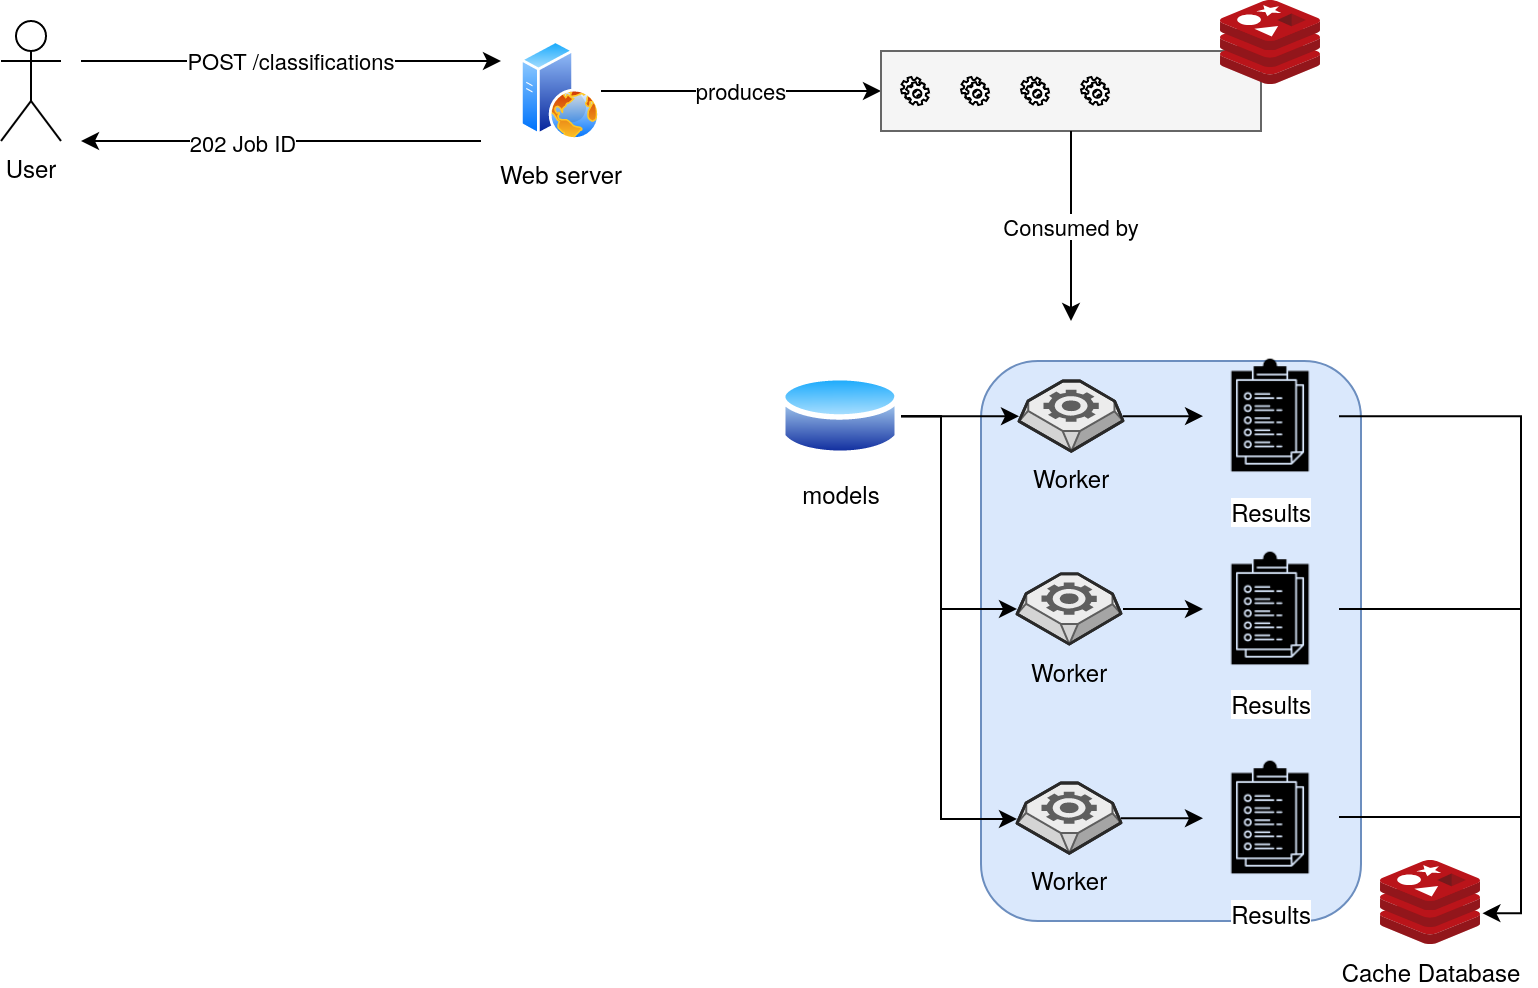 POST /classifications
produces
202 Job ID
User
Web server
Consumed by
models
Worker
Results
Worker
Results
Worker
Results
Cache Database